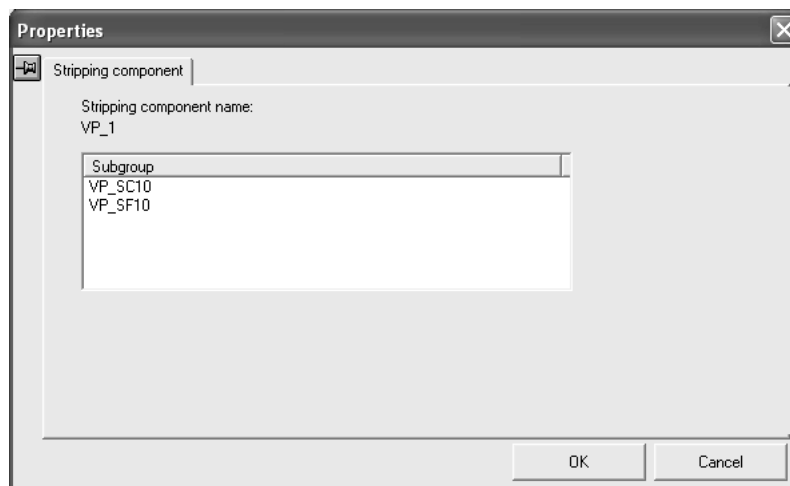 Properties
Stripping component
Stripping component name:
VP_1
Subgroup
VP_SC10
VP_SF10
OK Cancel